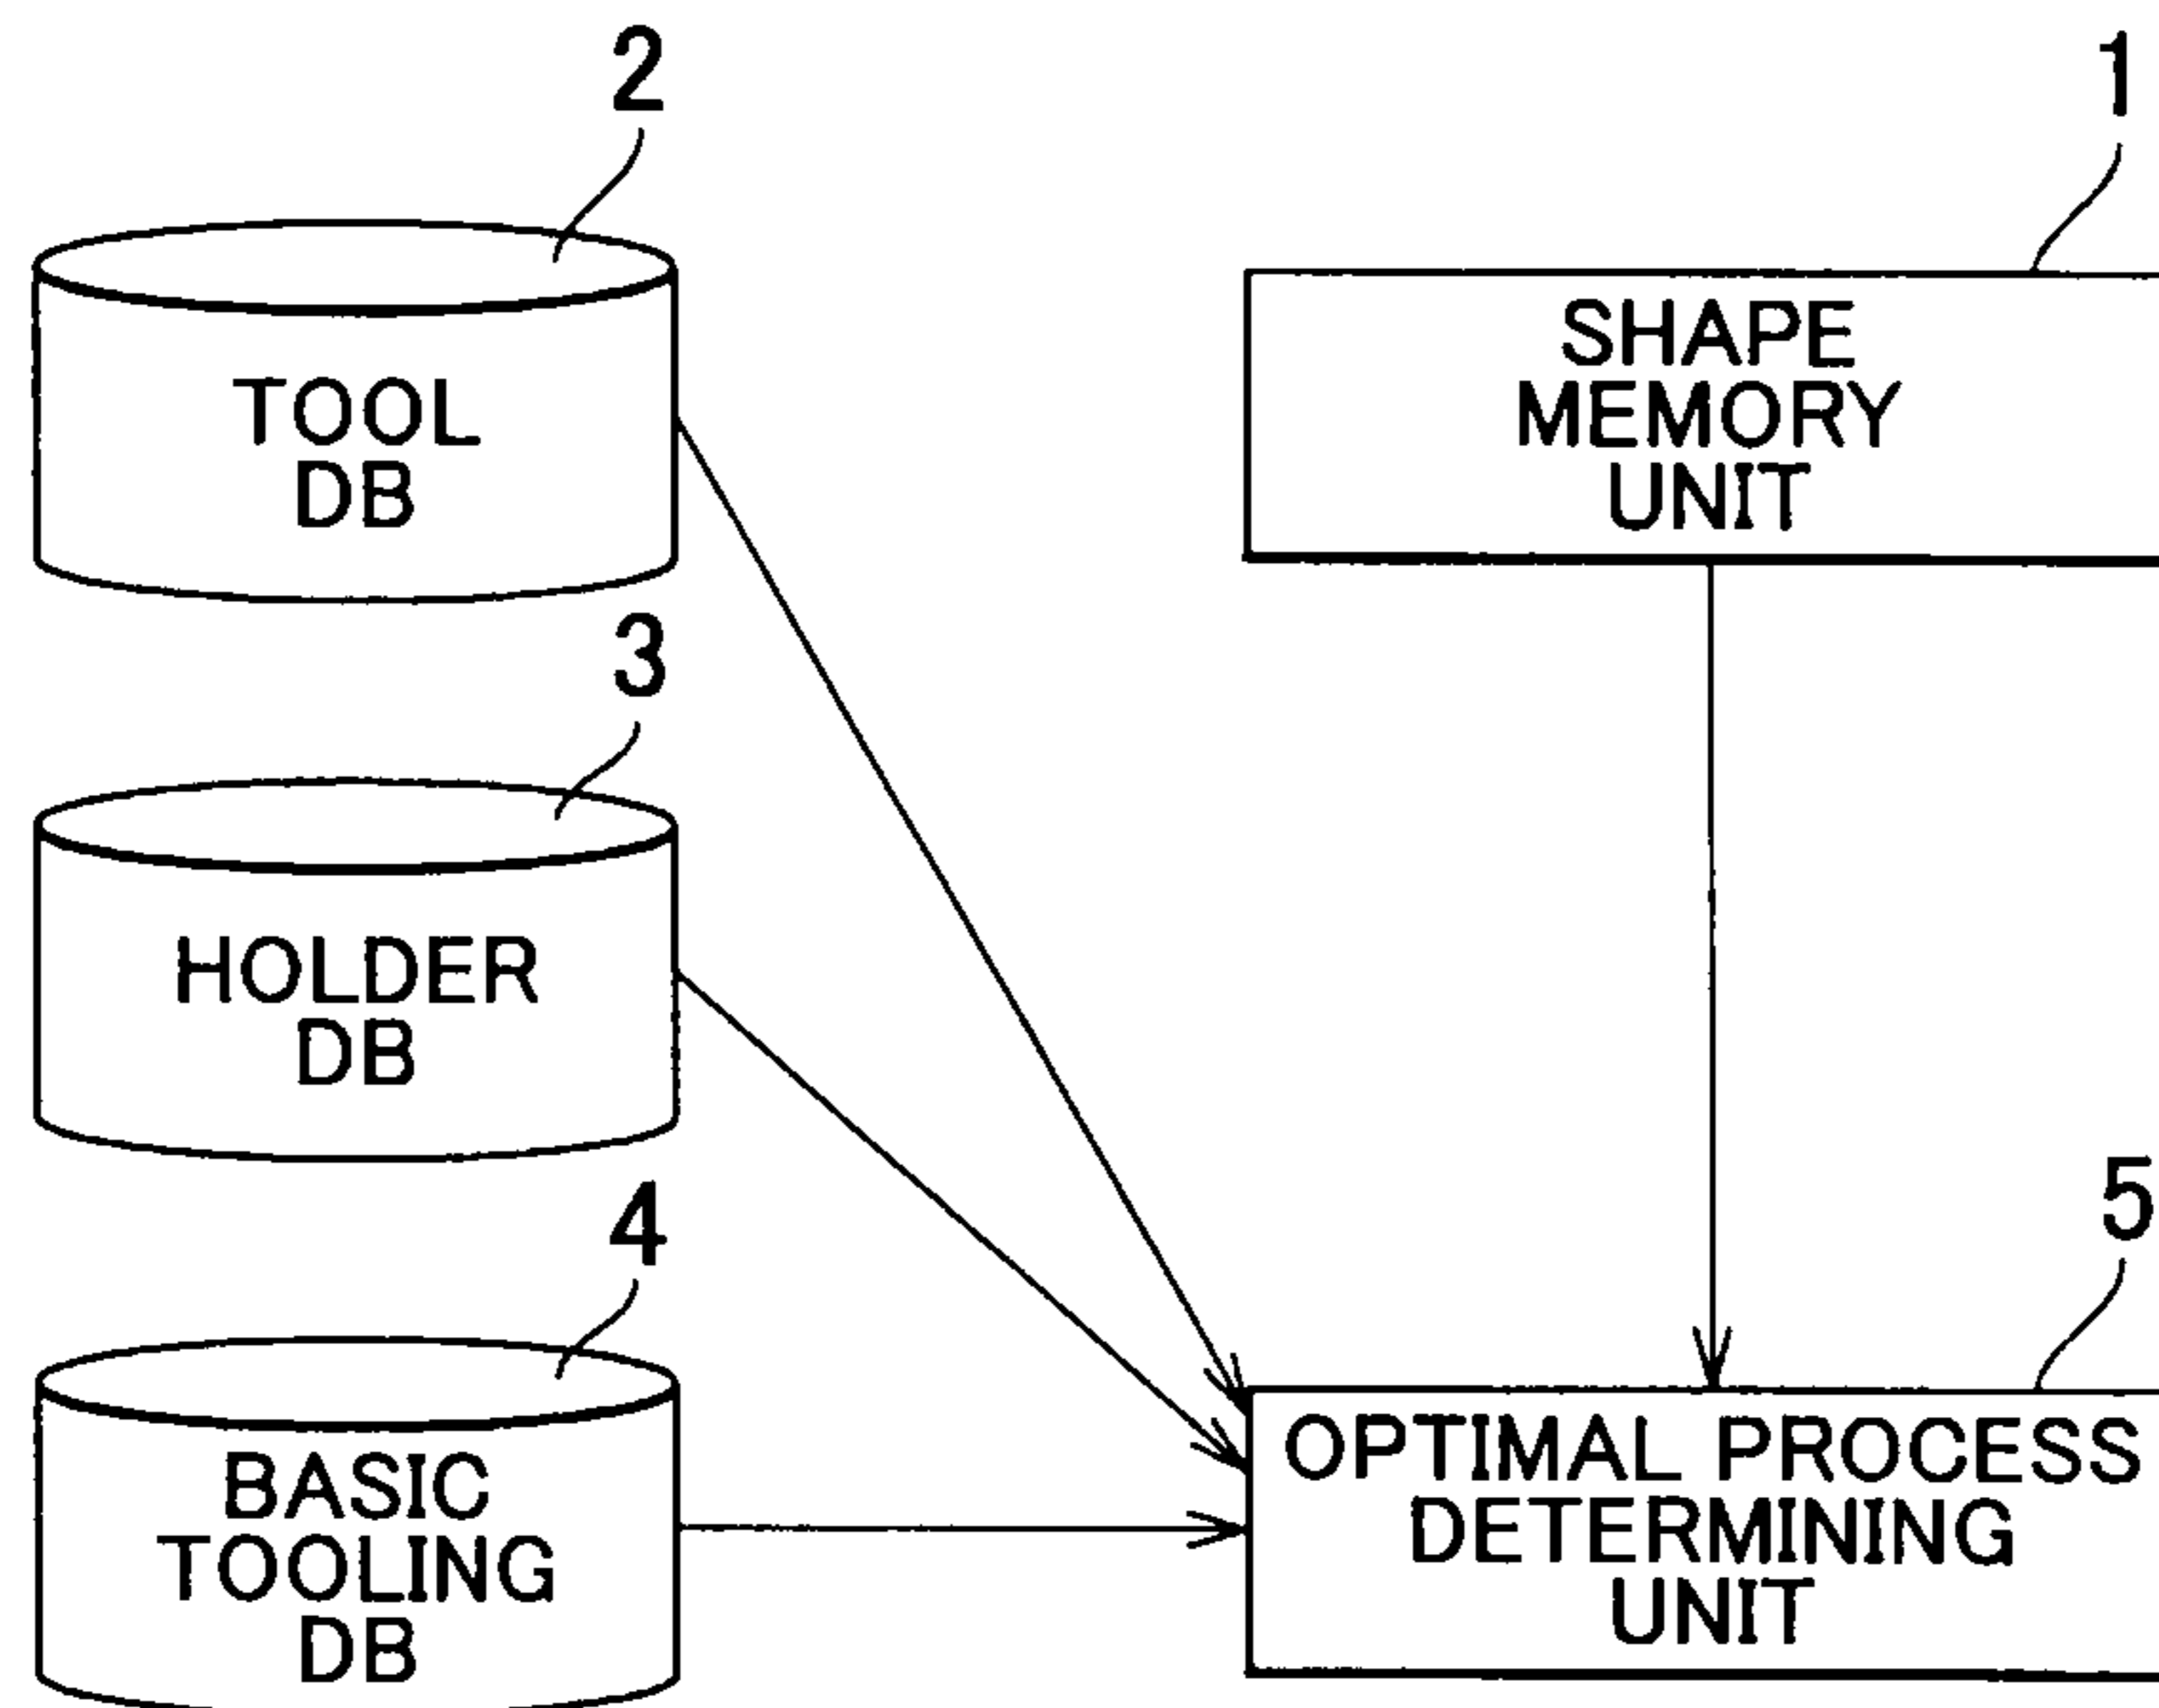 2
1
TOOL
DB
SHAPE
MEMORY
UNIT
3
HOLDER
DB
4
5
BASIC
TOOLING
DB
OPTIMAL PROCESS
DETERMINING
UNIT